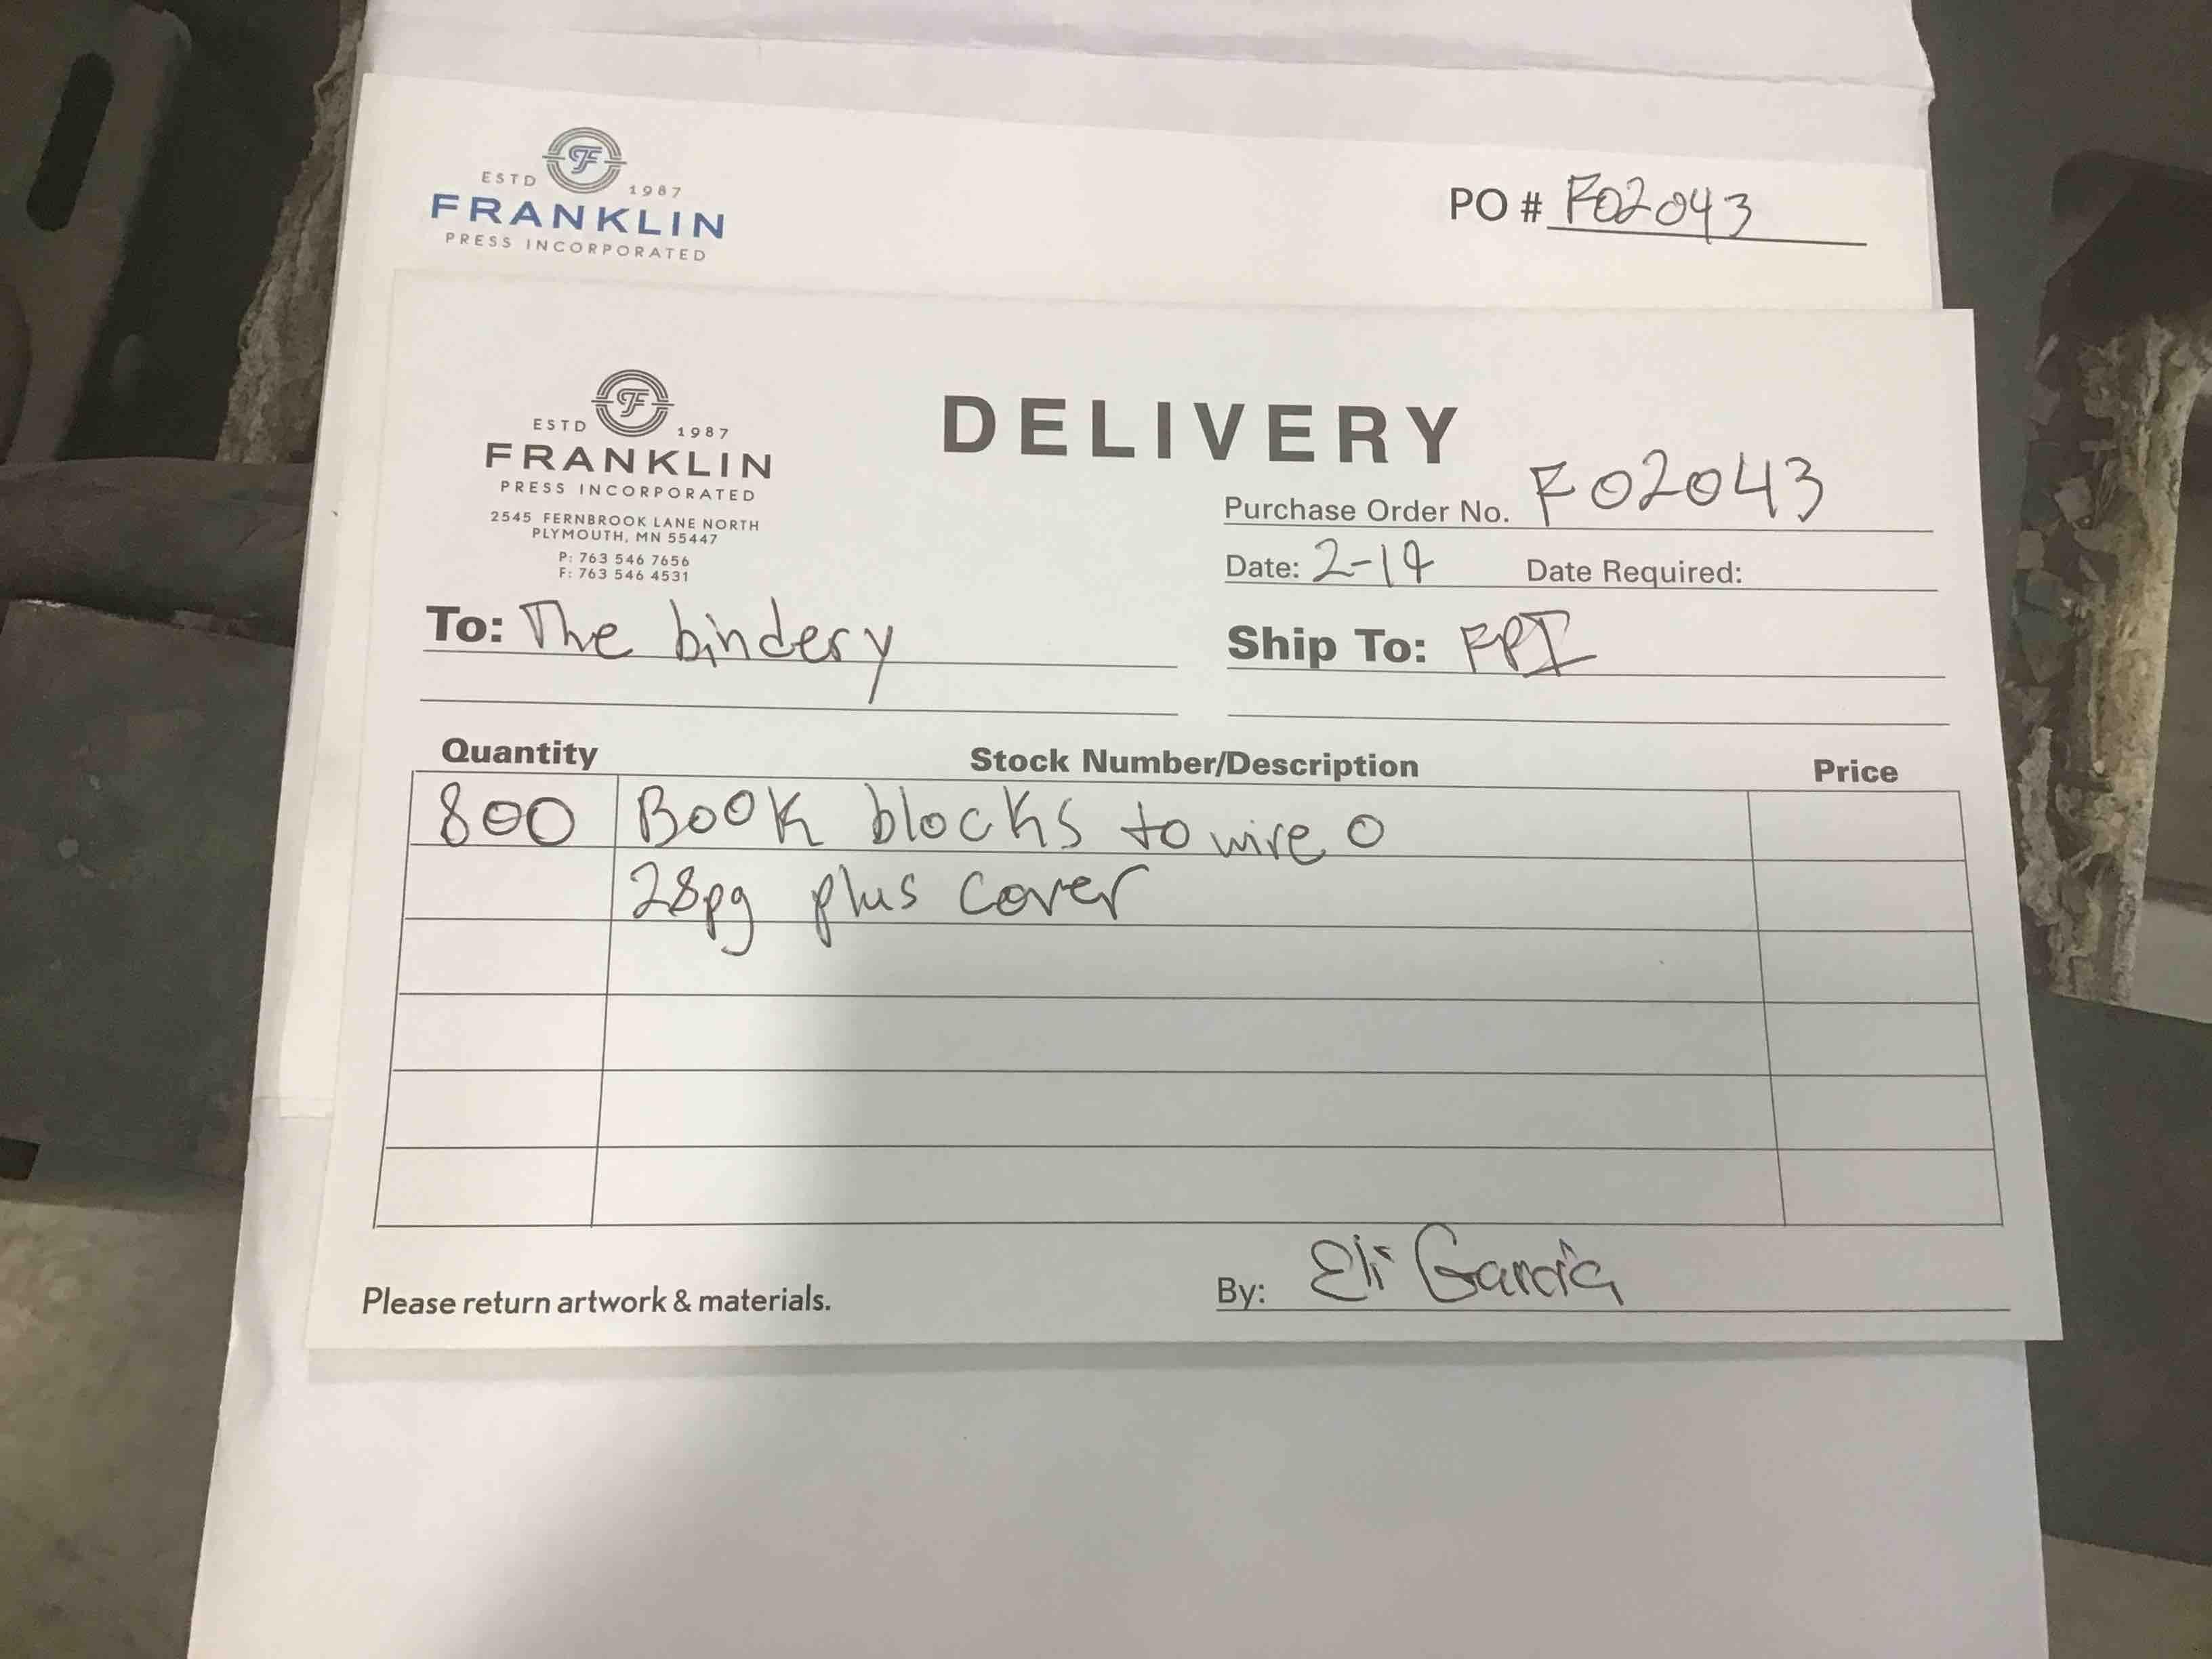 ESTD 1987
FRANKLIN
PRESS INCORPORATED
PO # F02043
ESTD 1987
FRANKLIN
PRESS INCORPORATED
2545 FERNBROOK LANE NORTH
PLYMOUTH, MN 55447
P: 763 546 7656
F: 763 546 4531
DELIVERY
Purchase Order No. F02043
Date: 2-14 Date Required:
To: The bindery
Ship To: FPI
Quantity Stock Number/Description Price
800 Book blocks to wire O
28pg plus cover
Please return artwork & materials.
By: Eli Garcia